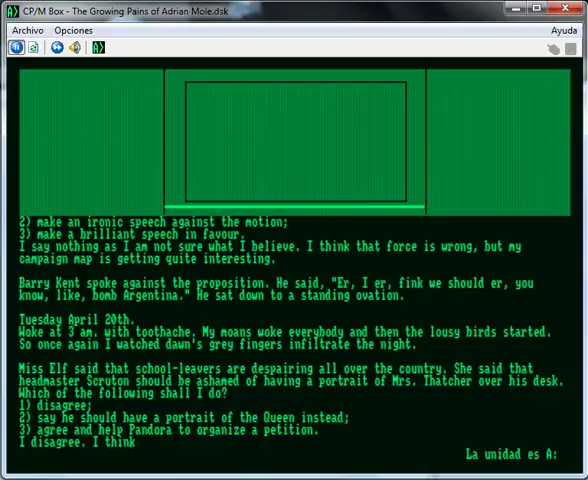 CP/M Box - The Growing Pains of Adrian Mole.dsk
Archivo Opciones Ayuda
A>
2) make an ironic speech against the motion;
3) make a brilliant speech in favour.
I say nothing as I am not sure what I believe. I think that force is wrong, but my
campaign map is getting quite interesting.
Barry Kent spoke against the proposition. He said, "Er, I er, fink we should er, you
know, like, bomb Argentina." He sat down to a standing ovation.
Tuesday April 20th.
Woke at 3 am. with toothache. My moans woke everybody and then the lousy birds started.
So once again I watched dawn's grey fingers infiltrate the night.
Miss Elf said that school-leavers are despairing all over the country. She said that
headmaster Scruton should be ashamed of having a portrait of Mrs. Thatcher over his desk.
Which of the following shall I do?
1) disagree;
2) say he should have a portrait of the Queen instead;
3) agree and help Pandora to organize a petition.
I disagree. I think
La unidad es A: